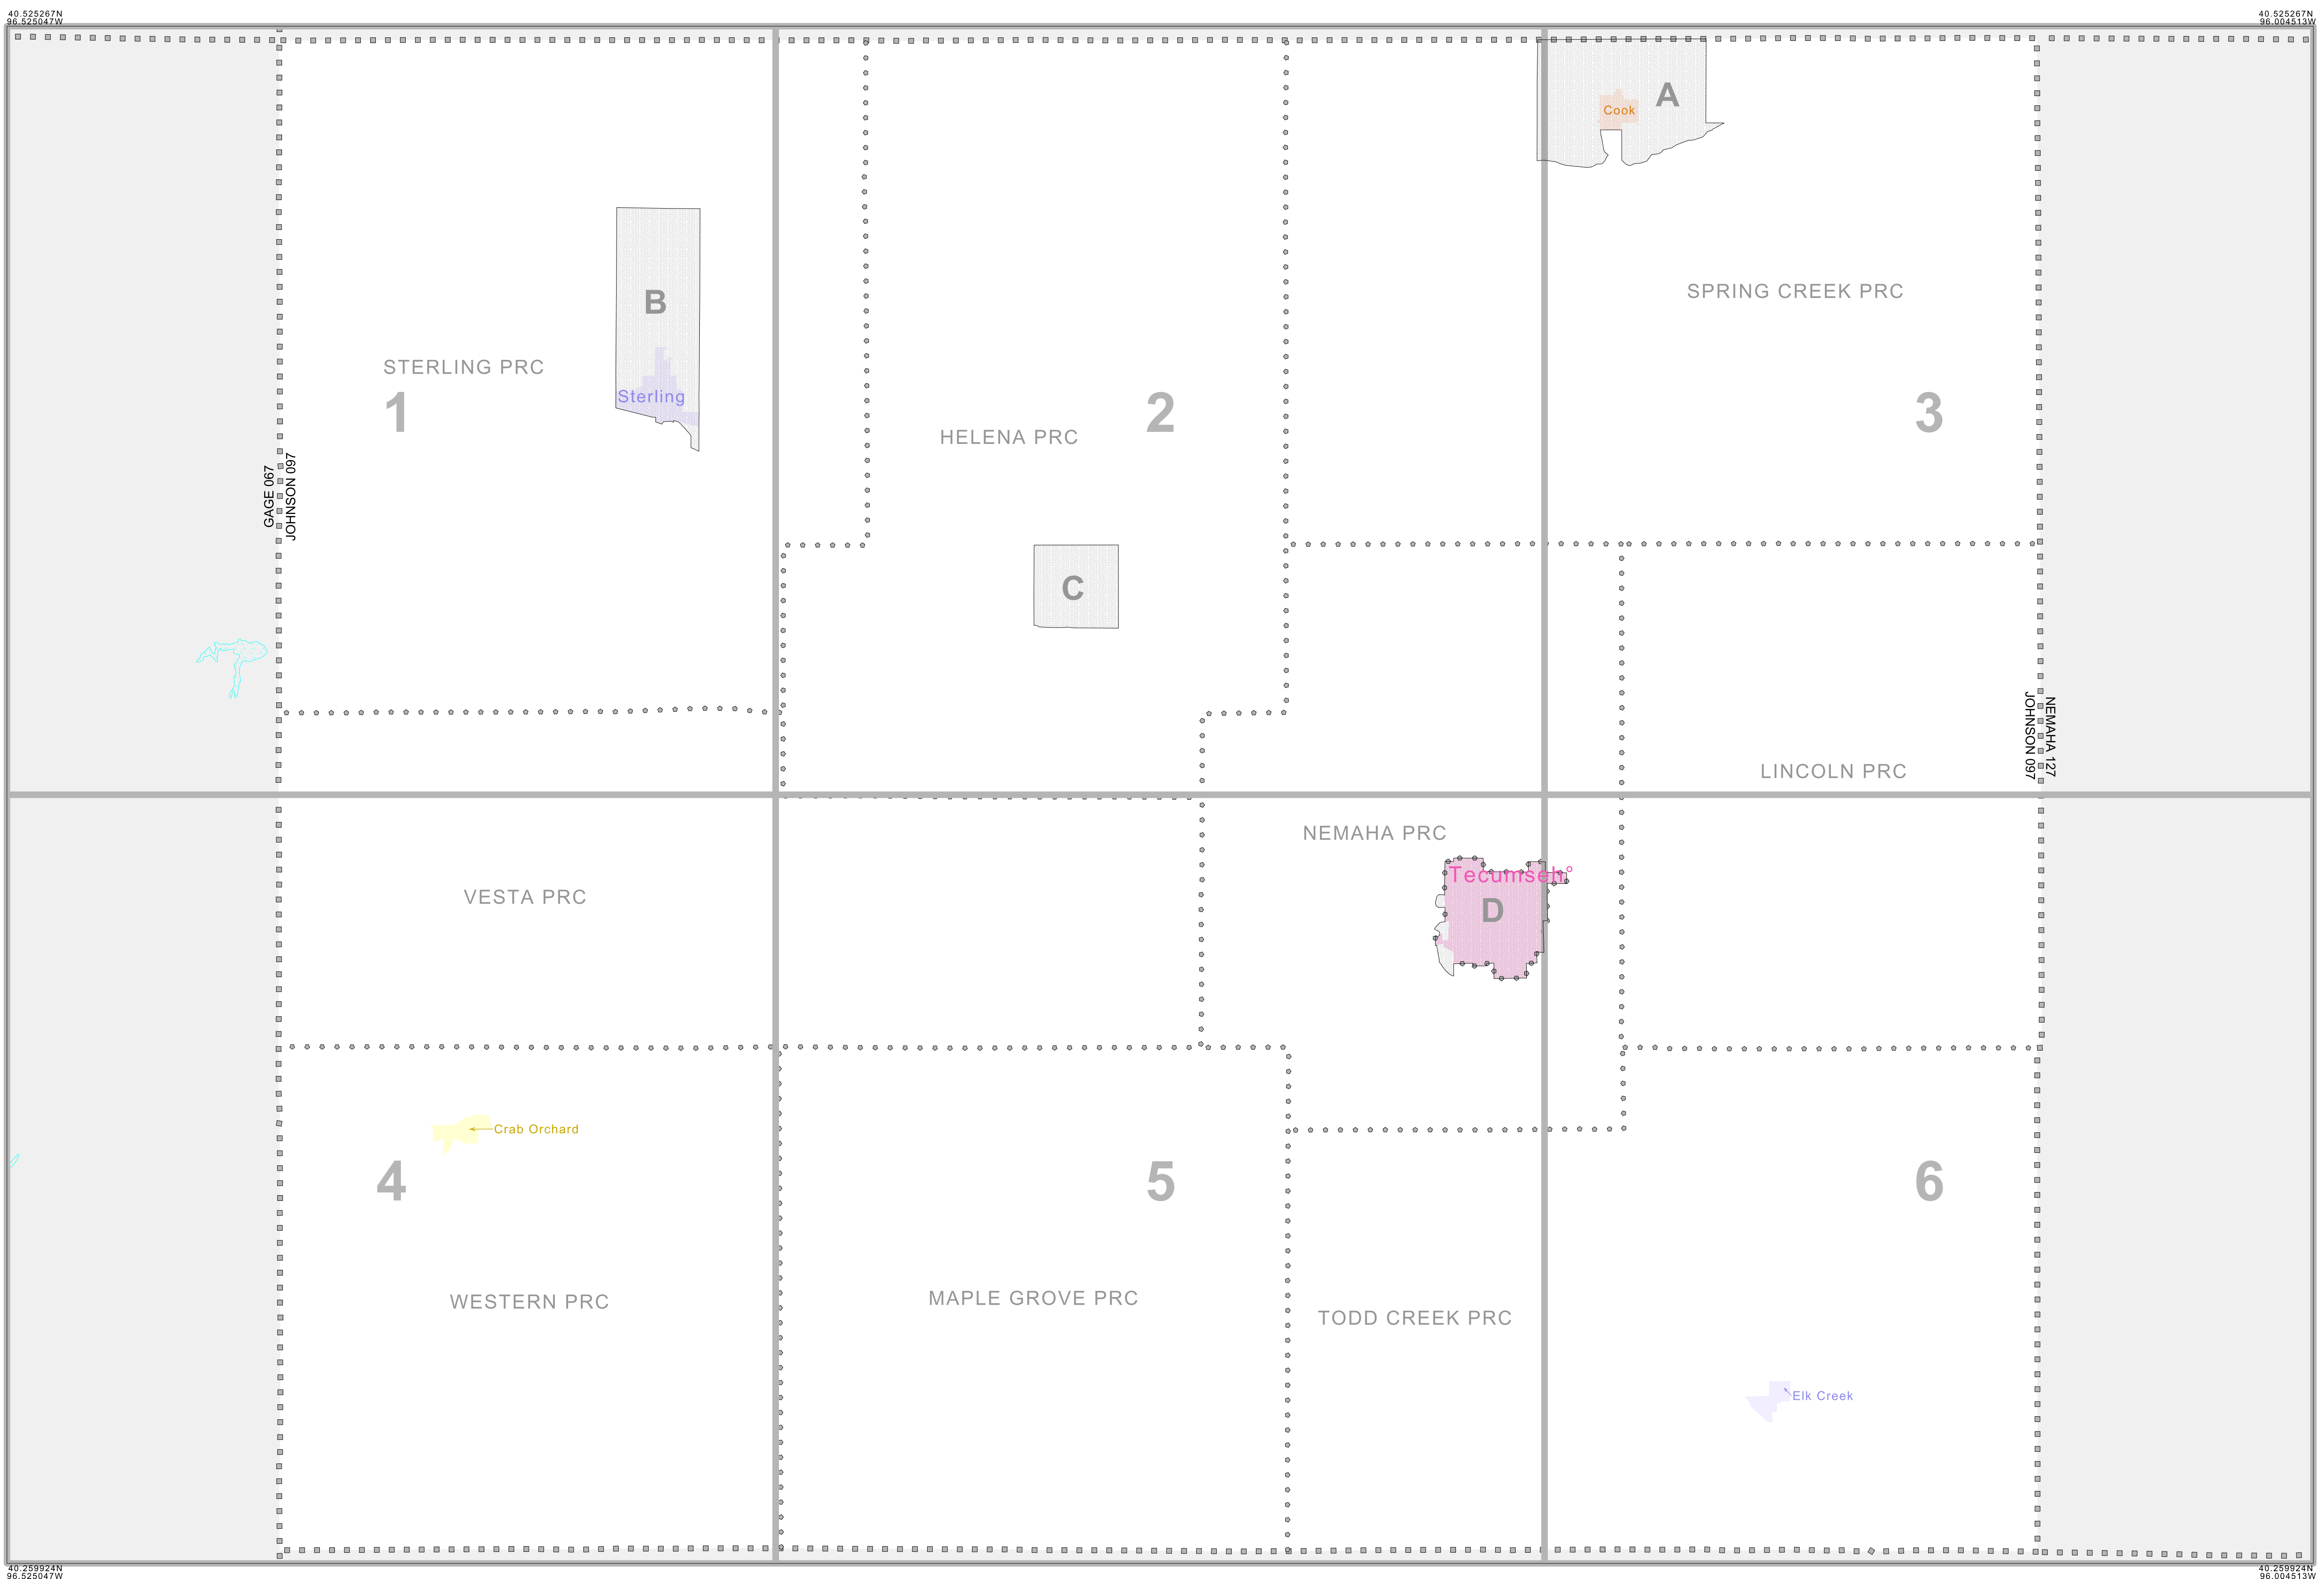 40.525267N
96.525047W
40.525267N
96.004513W
A
Cook
SPRING CREEK PRC
B
STERLING PRC
Sterling
1
2
3
HELENA PRC
GAGE 067
JOHNSON 097
C
JOHNSON 097
NEMAHA 127
LINCOLN PRC
NEMAHA PRC
Tecumseh
D
VESTA PRC
Crab Orchard
4
5
6
WESTERN PRC
MAPLE GROVE PRC
TODD CREEK PRC
Elk Creek
40.259924N
96.525047W
40.259924N
96.004513W